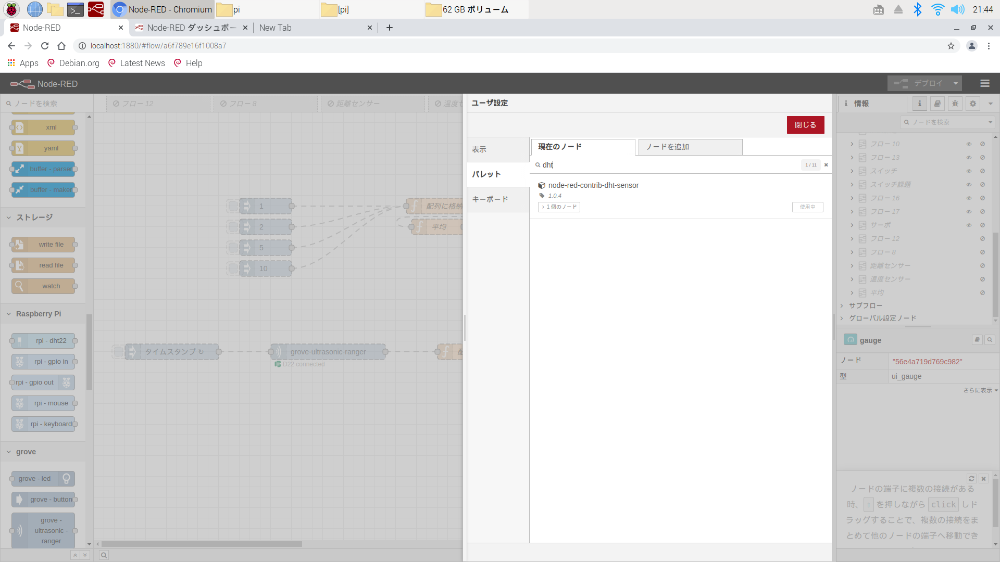 Node-RED - Chromium
pi
[pi]
62 GB ボリューム
21:44
Node-RED
Node-RED ダッシュボー
New Tab
localhost:1880/#flow/a6f789e16f1008a7
Apps
Debian.org
Latest News
Help
Node-RED
デプロイ
ノードを検索
xml
yaml
buffer - parser
buffer - maker
ストレージ
write file
read file
watch
Raspberry Pi
rpi - dht22
rpi - gpio in
rpi - gpio out
rpi - mouse
rpi - keyboard
grove
grove - led
grove - button
grove -
ultrasonic -
ranger
フロー 12
フロー 8
距離センサー
温度セ
1
2
5
10
配列に格納
平均
タイムスタンプ ↻
grove-ultrasonic-ranger
D22 connected
ユーザ設定
閉じる
表示
パレット
キーボード
現在のノード
ノードを追加
dht
1 / 11
node-red-contrib-dht-sensor
1.0.4
1 個のノード
使用中
情報
ノードを検索
フロー 10
フロー 13
スイッチ
スイッチ課題
フロー 16
フロー 17
サーボ
フロー 12
フロー 8
距離センサー
温度センサー
平均
サブフロー
グローバル設定ノード
gauge
ノード "56e4a719d769c982"
型 ui_gauge
さらに表示
ノードの端子に複数の接続がある
時、 ⇧ を押しながら click しド
ラッグすることで、複数の接続をま
とめて他のノードの端子へ移動でき